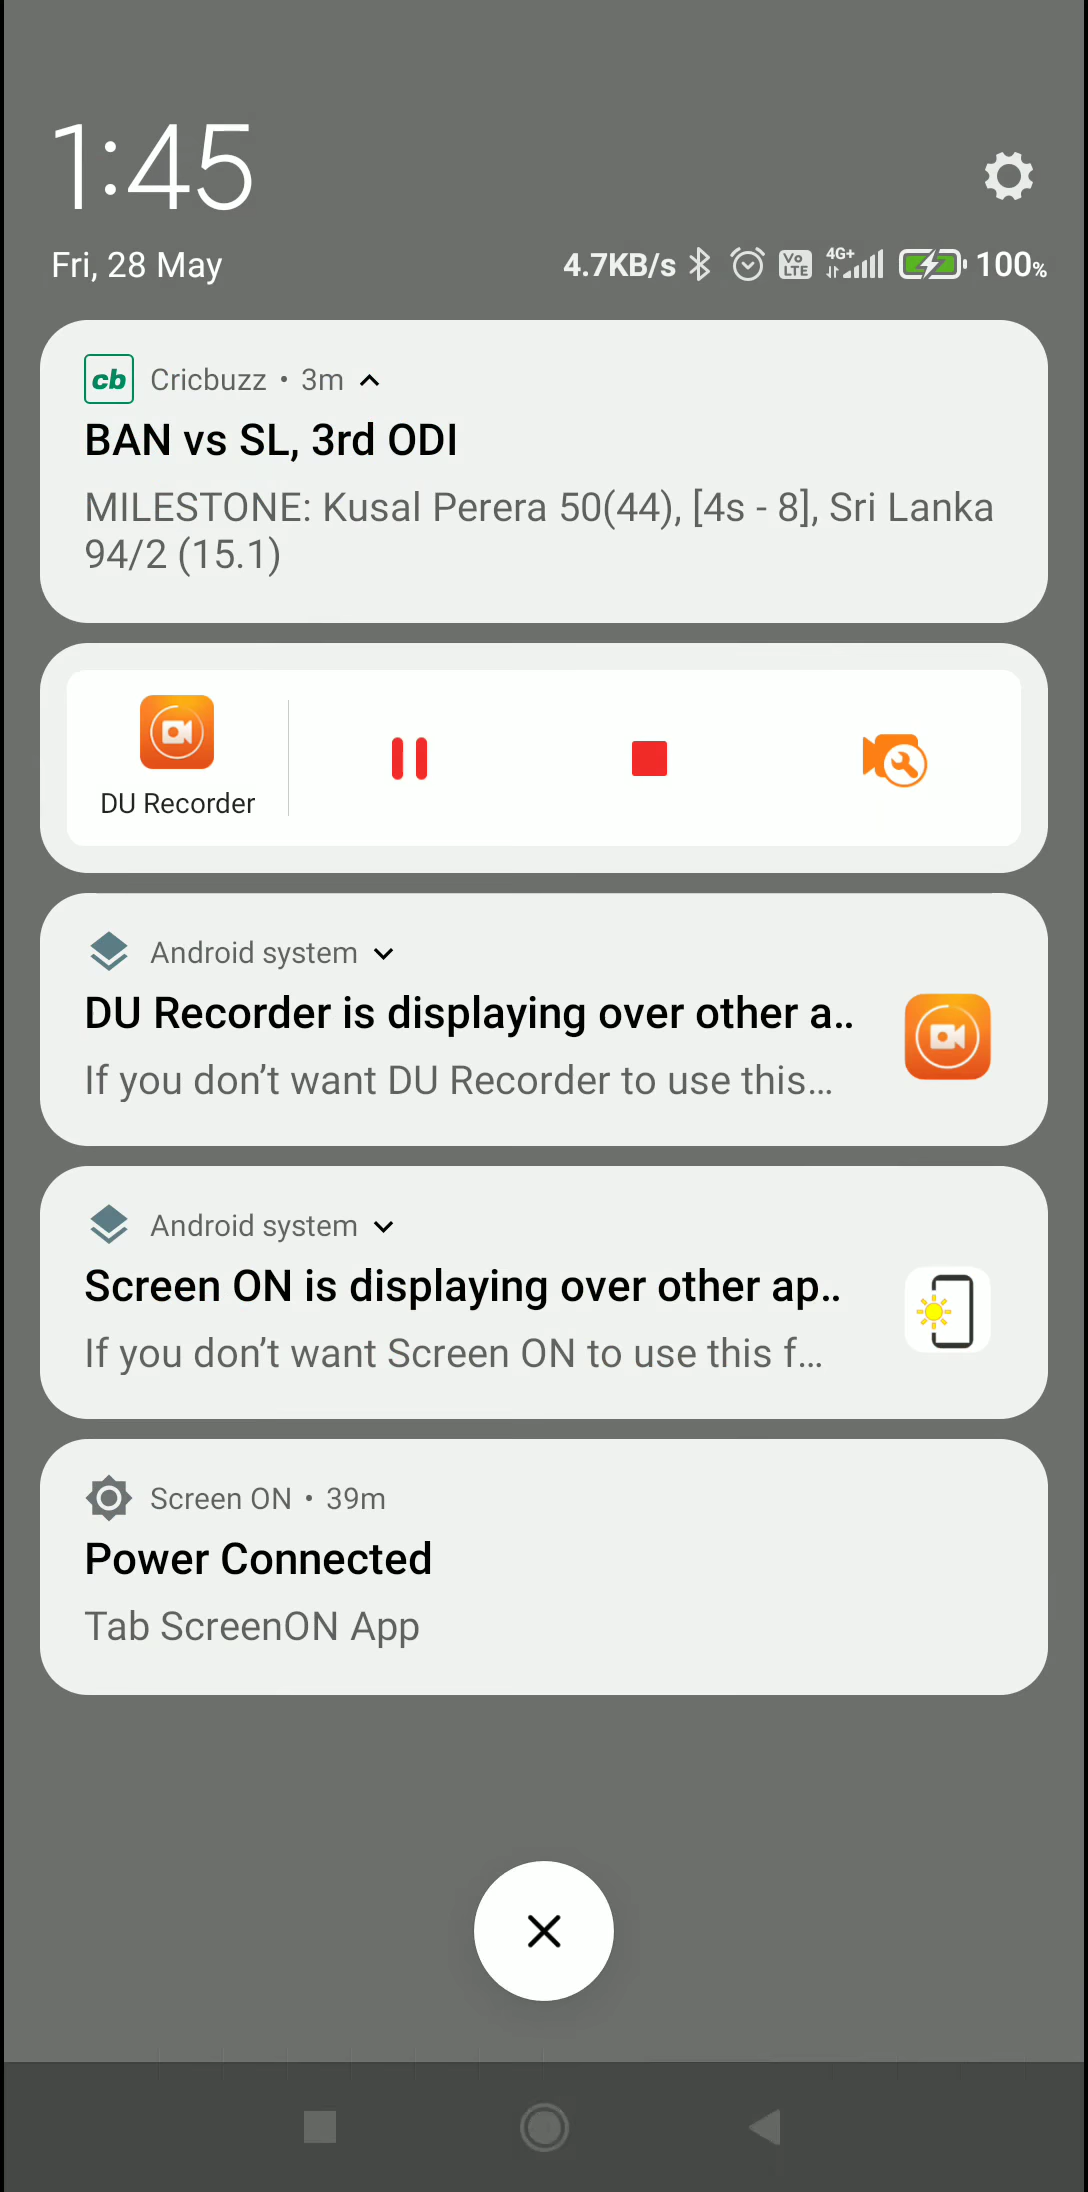 1:45
Fri, 28 May
4.7KB/s Vo LTE 4G+ 100%
cb Cricbuzz • 3m
BAN vs SL, 3rd ODI
MILESTONE: Kusal Perera 50(44), [4s - 8], Sri Lanka
94/2 (15.1)
DU Recorder
Android system
DU Recorder is displaying over other a..
If you don't want DU Recorder to use this...
Android system
Screen ON is displaying over other ap..
If you don't want Screen ON to use this f...
Screen ON • 39m
Power Connected
Tab ScreenON App